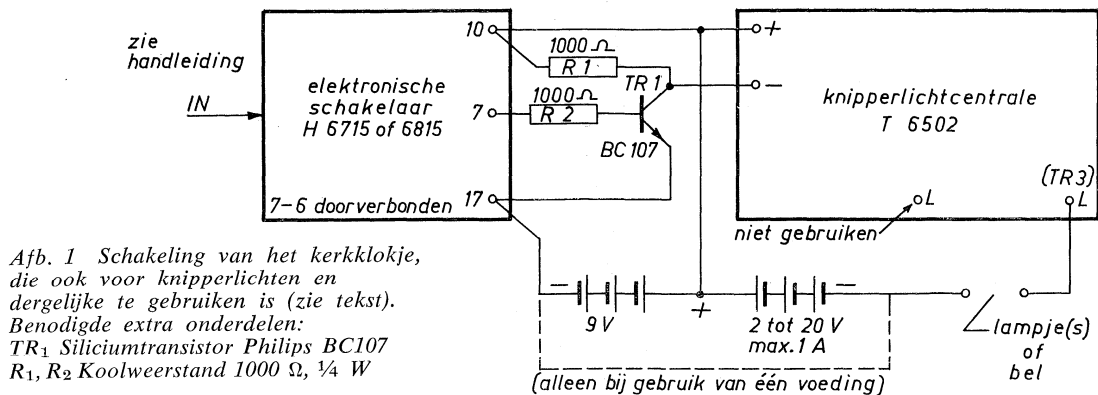 zie
handleiding
IN
elektronische
schakelaar
H 6715 of 6815
7-6 doorverbonden
10
7
17
1000 Ω
R 1
1000 Ω
R 2
TR 1
BC 107
+
−
knipperlichtcentrale
T 6502
(TR3)
L
L
niet gebruiken
−
9 V
+
2 tot 20 V
max. 1 A
−
lampje(s)
of
bel
(alleen bij gebruik van één voeding)
Afb. 1 Schakeling van het kerkklokje,
die ook voor knipperlichten en
dergelijke te gebruiken is (zie tekst).
Benodigde extra onderdelen:
TR₁ Siliciumtransistor Philips BC107
R₁, R₂ Koolweerstand 1000 Ω, ¼ W